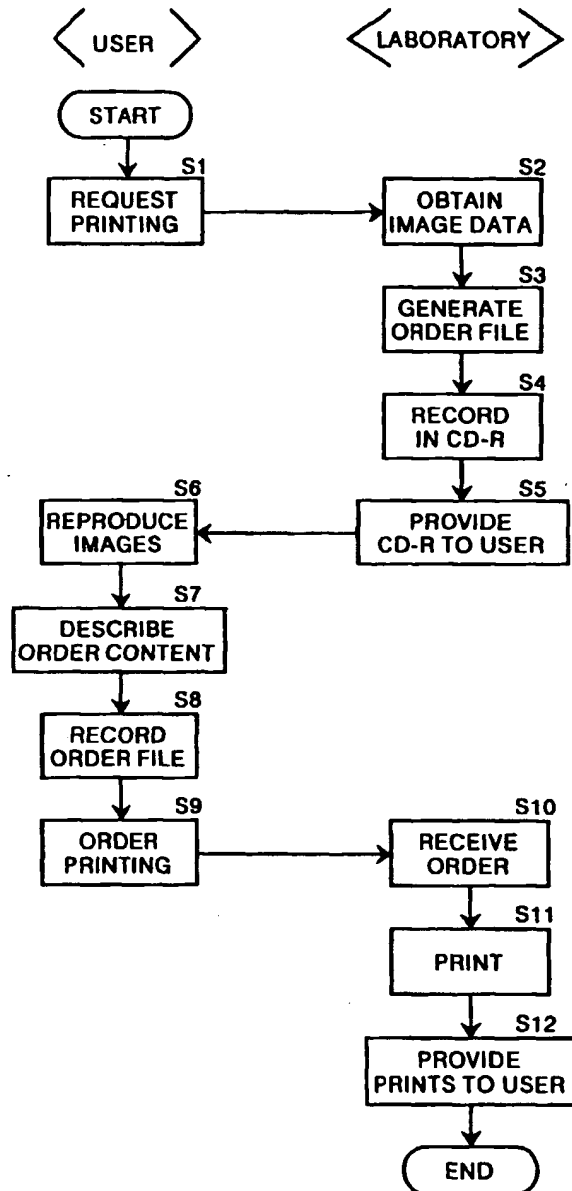 USER
LABORATORY
START
S1
REQUEST
PRINTING
S2
OBTAIN
IMAGE DATA
S3
GENERATE
ORDER FILE
S4
RECORD
IN CD-R
S5
PROVIDE
CD-R TO USER
S6
REPRODUCE
IMAGES
S7
DESCRIBE
ORDER CONTENT
S8
RECORD
ORDER FILE
S9
ORDER
PRINTING
S10
RECEIVE
ORDER
S11
PRINT
S12
PROVIDE
PRINTS TO USER
END